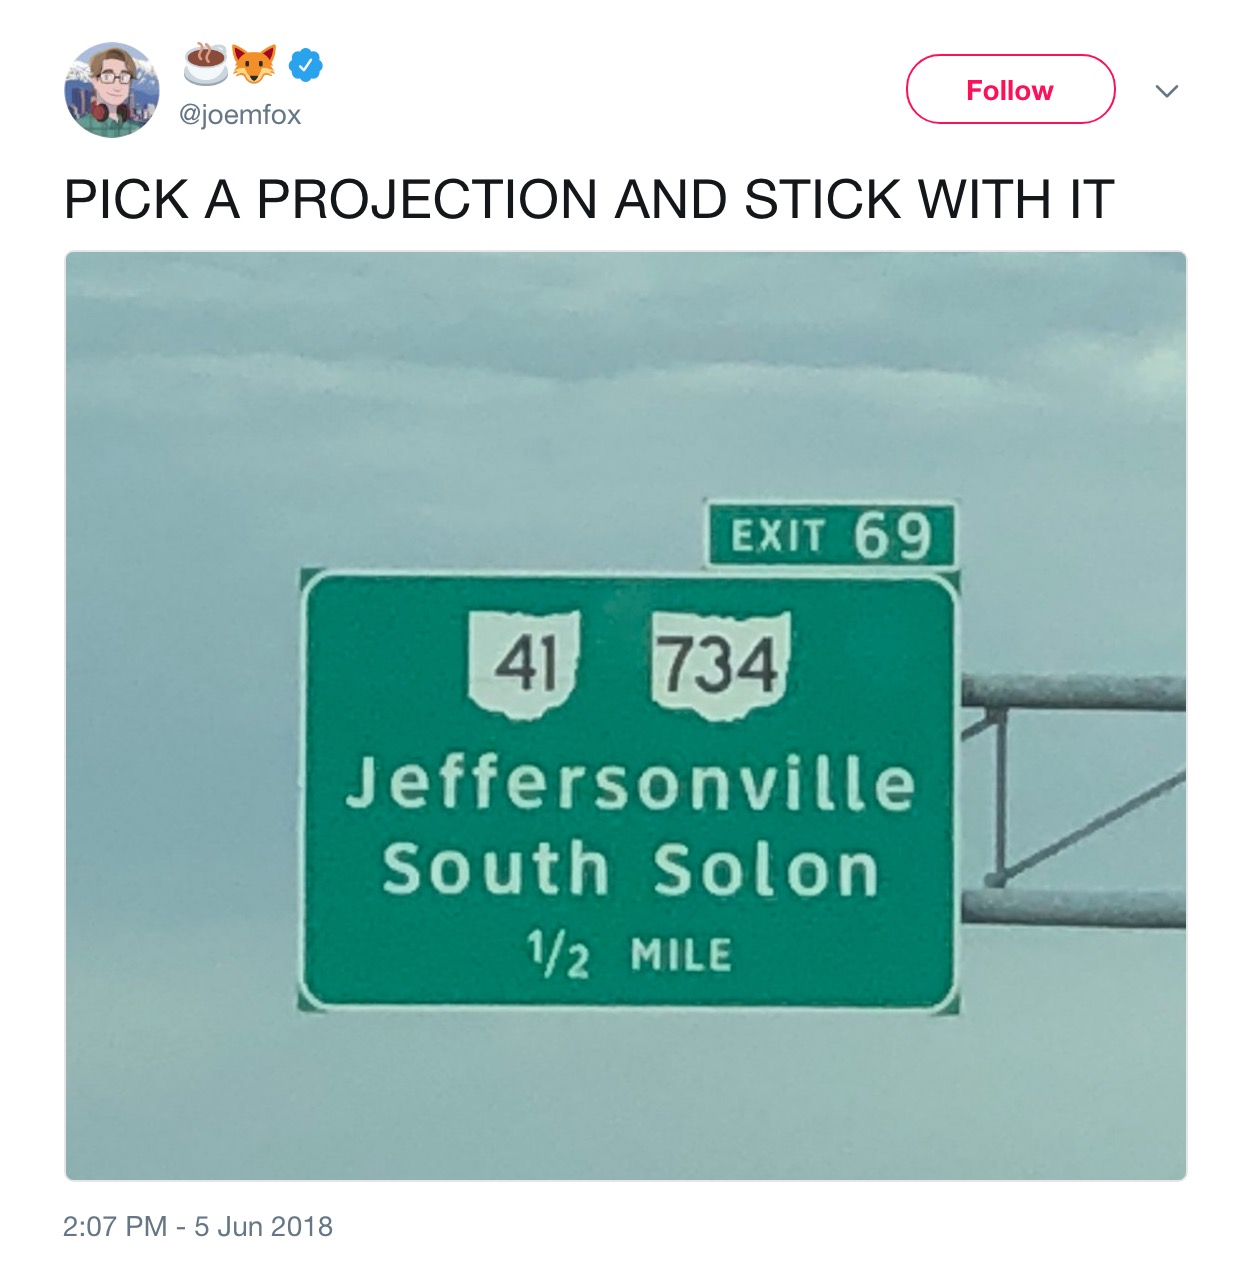 ☕🦊
@joemfox
Follow
PICK A PROJECTION AND STICK WITH IT
EXIT 69
41 734
Jeffersonville
South Solon
1/2 MILE
2:07 PM - 5 Jun 2018